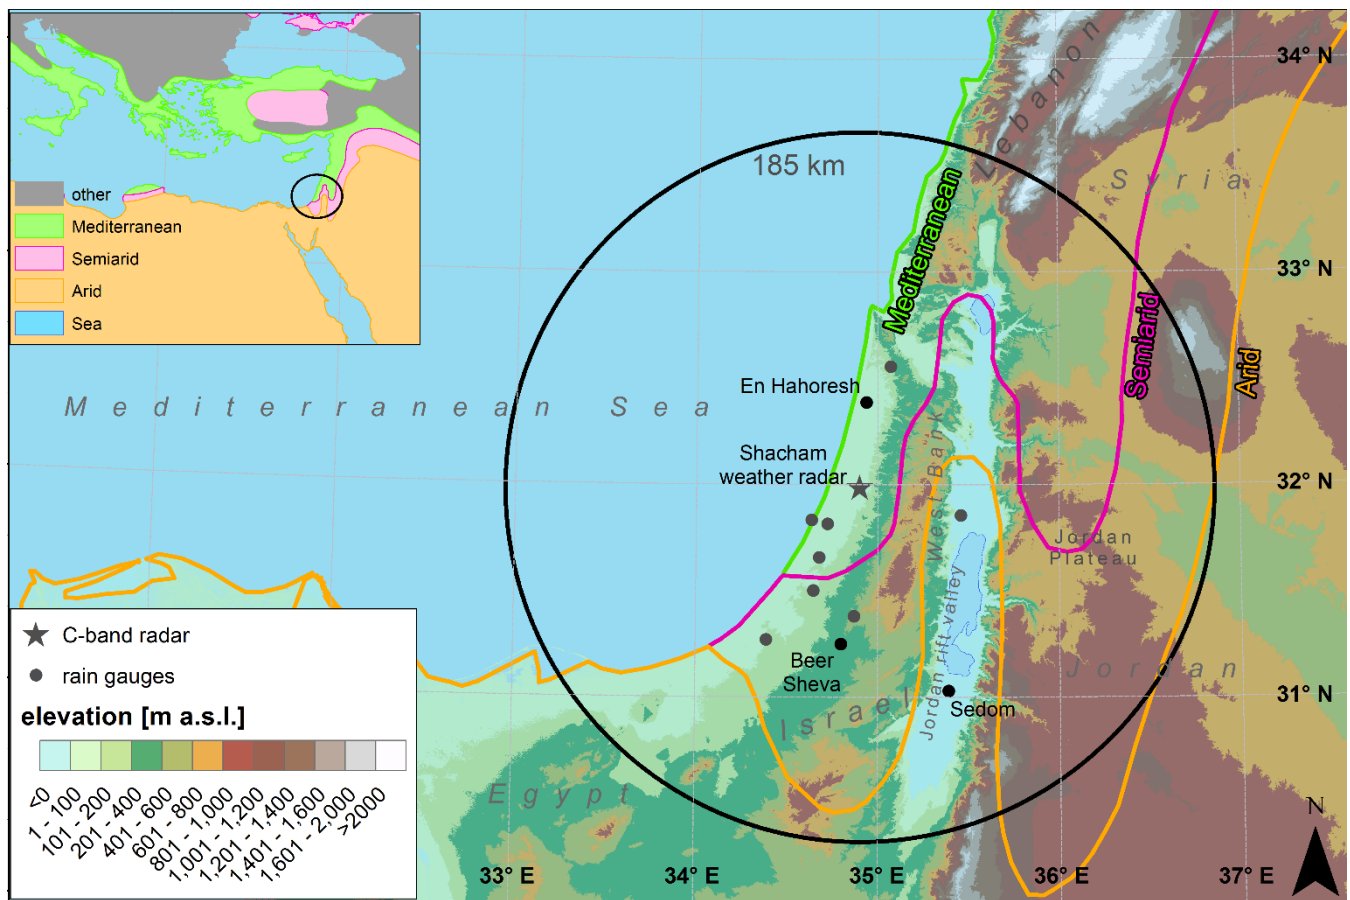 other
Mediterranean
Semiarid
Arid
Sea
185 km
Lebanon
Syria
34° N
33° N
32° N
31° N
Mediterranean
Semiarid
Arid
Mediterranean Sea
En Hahoresh
Shacham
weather radar
West Bank
Jordan
Plateau
Jordan rift valley
Beer
Sheva
Sedom
Israel
Jordan
Egypt
C-band radar
rain gauges
elevation [m a.s.l.]
<0
1 - 100
101 - 200
201 - 400
401 - 600
601 - 800
801 - 1,000
1,001 - 1,200
1,201 - 1,400
1,401 - 1,600
1,601 - 2,000
>2000
33° E
34° E
35° E
36° E
37° E
N